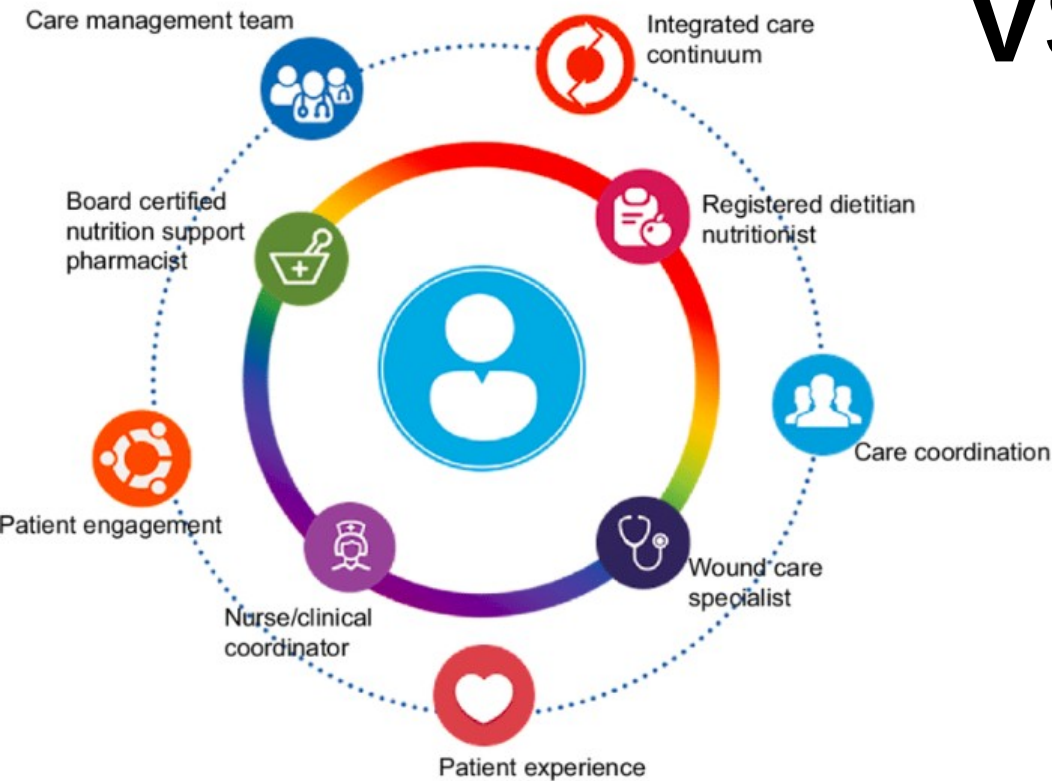 Care management team
Integrated care
continuum
Board certified
nutrition support
pharmacist
Registered dietitian
nutritionist
Care coordination
Patient engagement
Wound care
specialist
Nurse/clinical
coordinator
Patient experience